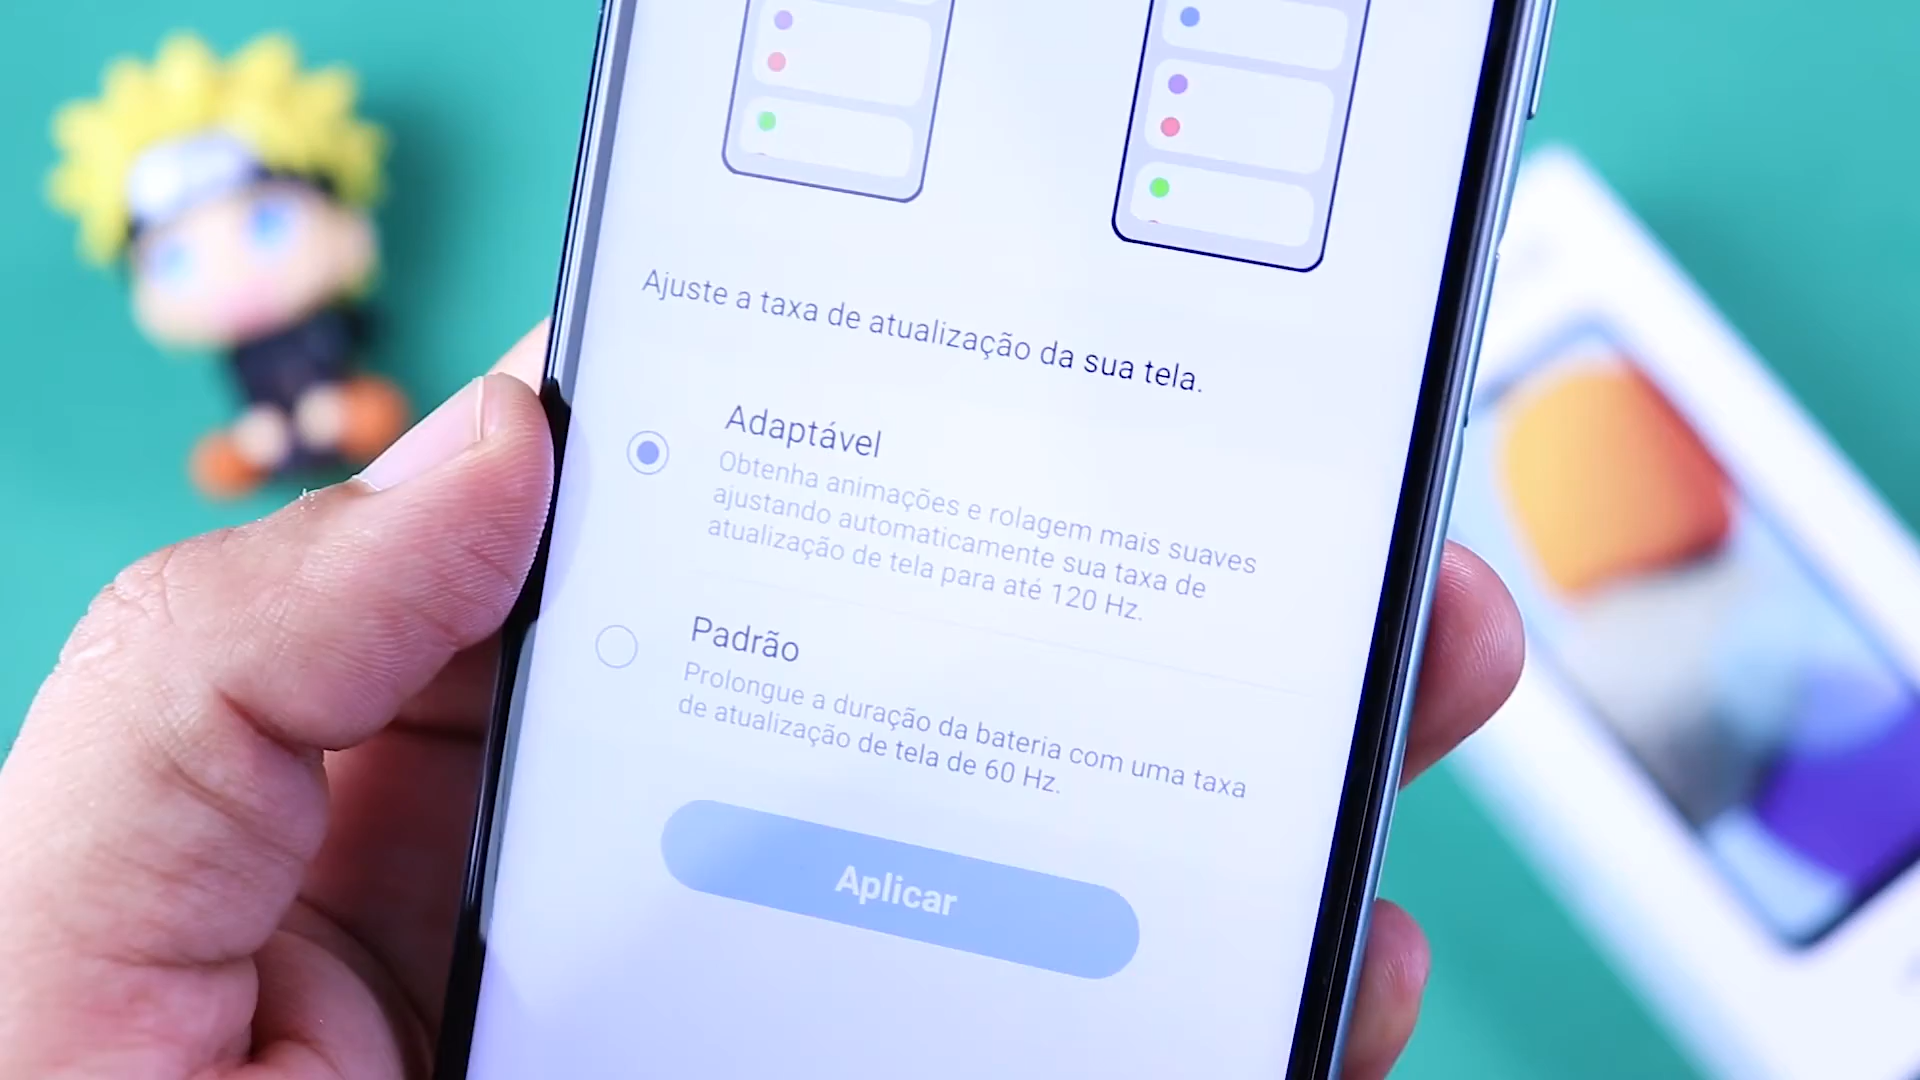 Ajuste a taxa de atualização da sua tela.
Adaptável
Obtenha animações e rolagem mais suaves
ajustando automaticamente sua taxa de
atualização de tela para até 120 Hz.
Padrão
Prolongue a duração da bateria com uma taxa
de atualização de tela de 60 Hz.
Aplicar